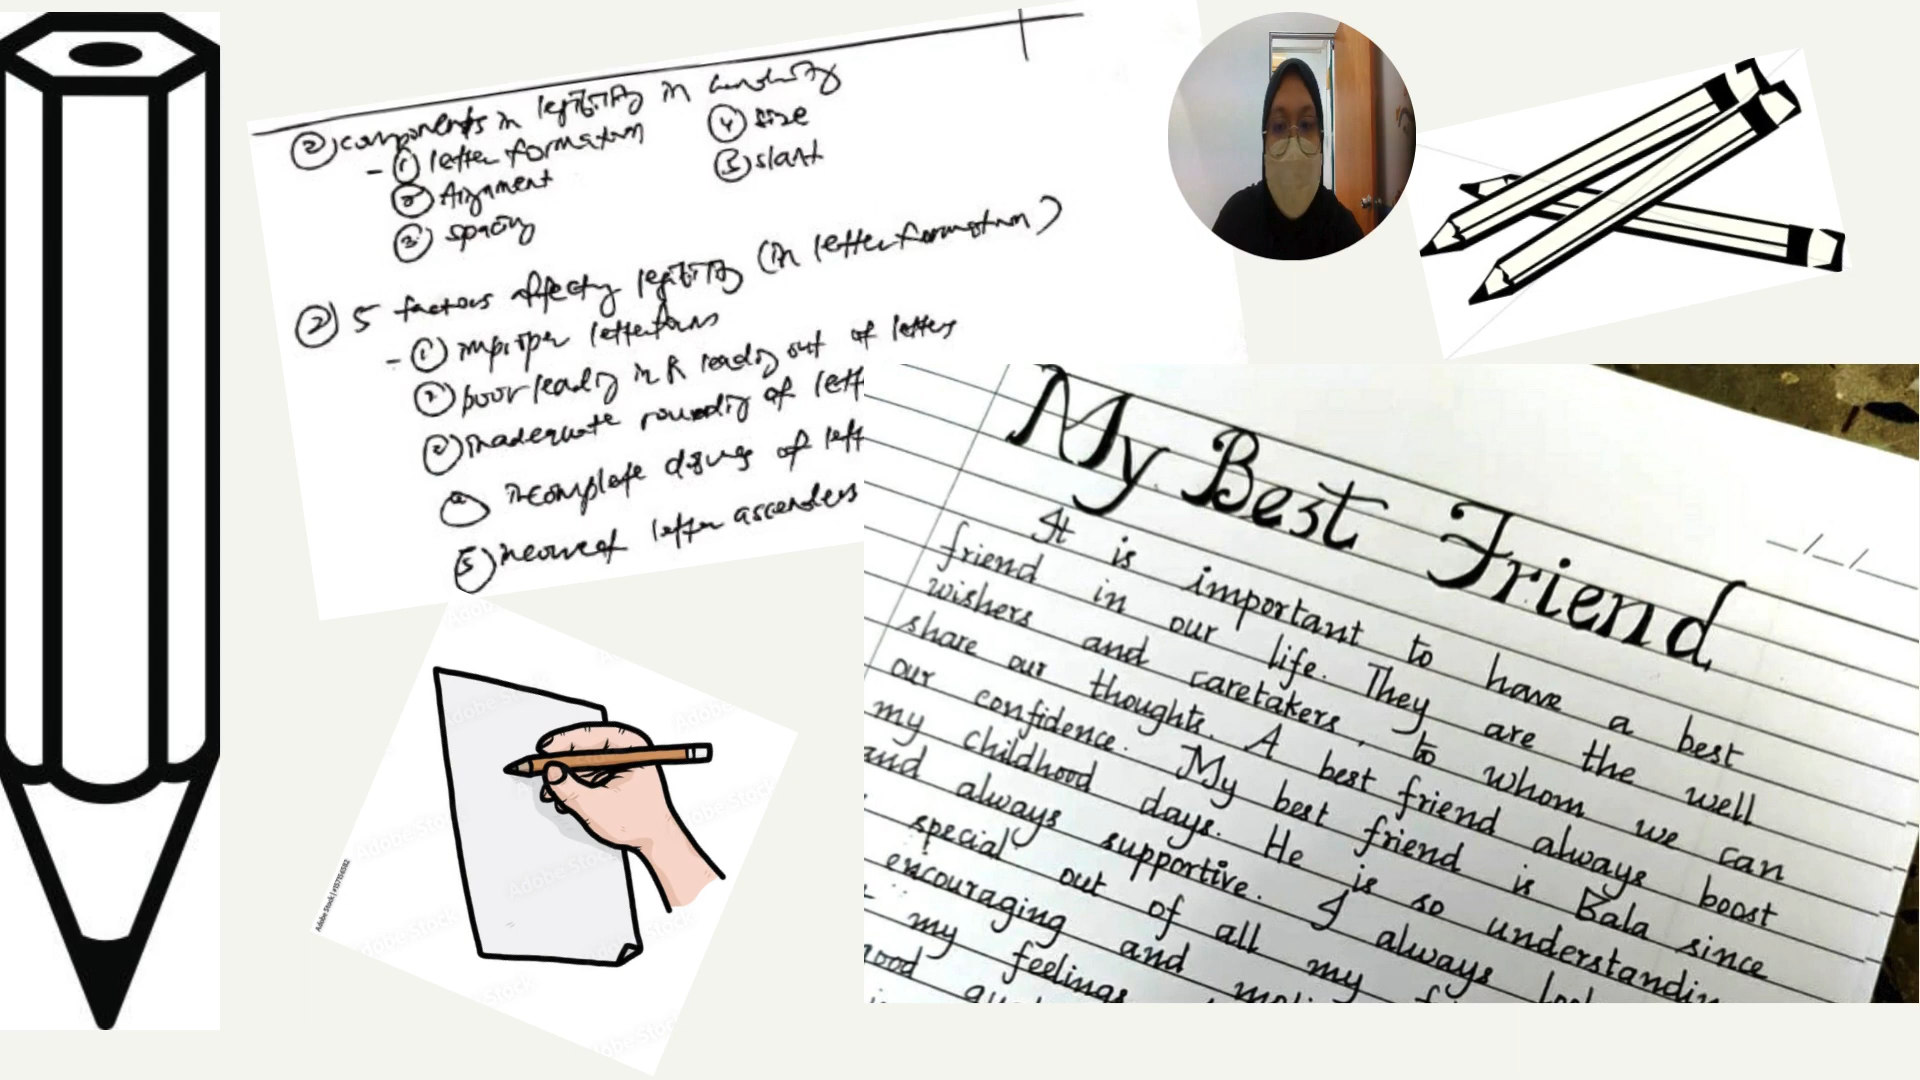 ② components in legibility in handwriting
- ① letter formation
② Alignment
③ spacing
④ size
⑤ slant
② 5 factors affecting legibility (in letter formation)
- ① improper letterforms
② poor leading in & leading out of letters
inadequate rounding of lett
incomplete closures of lett
⑤ incorrect letter ascenders
My Best Friend
_/_/_
It is important to have a best
friend in our life. They are the well
wishers and caretakers, to whom we can
share our thoughts. A best friend always boost
our confidence. My best friend is Bala since
my childhood days. He is so understandin
and always supportive. I always
special out of all my
encouraging and
my feelings
Adobe Stock | #337104582